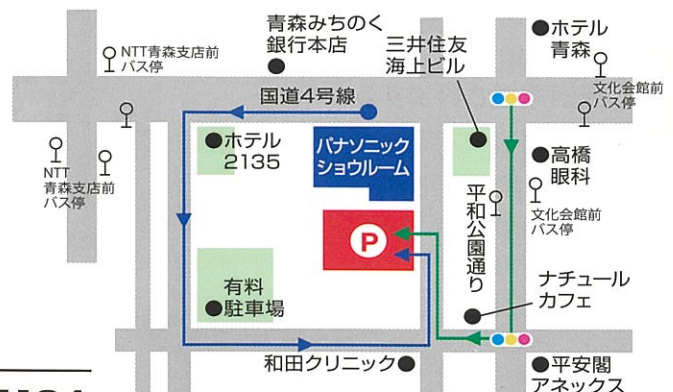 青森みちのく
銀行本店
三井住友
海上ビル
ホテル
青森
NTT青森支店前
バス停
文化会館前
バス停
国道4号線
ホテル
2135
パナソニック
ショウルーム
高橋
眼科
NTT
青森支店前
バス停
平和公園通り
文化会館前
バス停
P
有料
駐車場
ナチュール
カフェ
和田クリニック
平安閣
アネックス